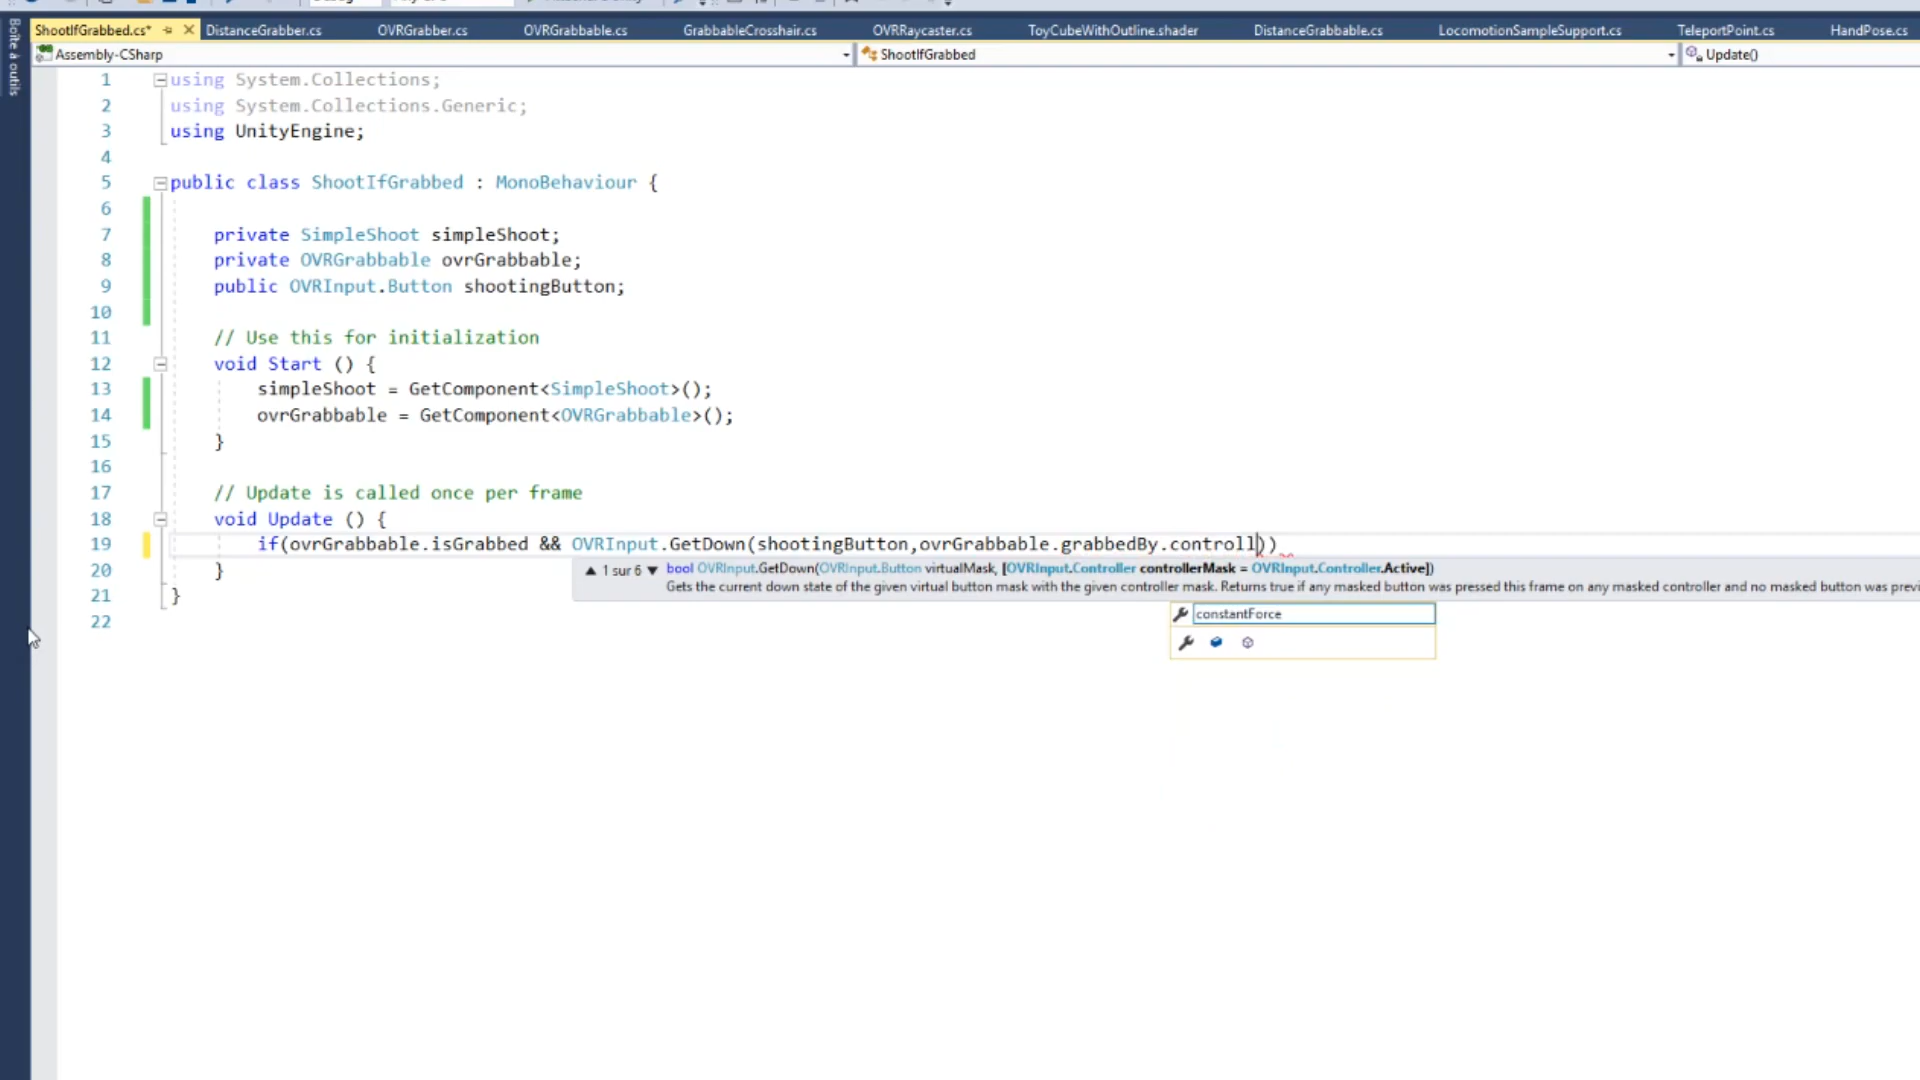 ShootIfGrabbed.cs* DistanceGrabber.cs OVRGrabber.cs OVRGrabbable.cs GrabbableCrosshair.cs OVRRaycaster.cs ToyCubeWithOutline.shader DistanceGrabbable.cs LocomotionSampleSupport.cs TeleportPoint.cs HandPose.cs
Boîte à outils
Assembly-CSharp ShootIfGrabbed Update()
1 using System.Collections;
2 using System.Collections.Generic;
3 using UnityEngine;
4
5 public class ShootIfGrabbed : MonoBehaviour {
6
7 private SimpleShoot simpleShoot;
8 private OVRGrabbable ovrGrabbable;
9 public OVRInput.Button shootingButton;
10
11 // Use this for initialization
12 void Start () {
13 simpleShoot = GetComponent<SimpleShoot>();
14 ovrGrabbable = GetComponent<OVRGrabbable>();
15 }
16
17 // Update is called once per frame
18 void Update () {
19 if(ovrGrabbable.isGrabbed && OVRInput.GetDown(shootingButton,ovrGrabbable.grabbedBy.controll))
20 }
▲ 1 sur 6 ▼ bool OVRInput.GetDown(OVRInput.Button virtualMask, [OVRInput.Controller controllerMask = OVRInput.Controller.Active])
Gets the current down state of the given virtual button mask with the given controller mask. Returns true if any masked button was pressed this frame on any masked controller and no masked button was previ
21 }
constantForce
22